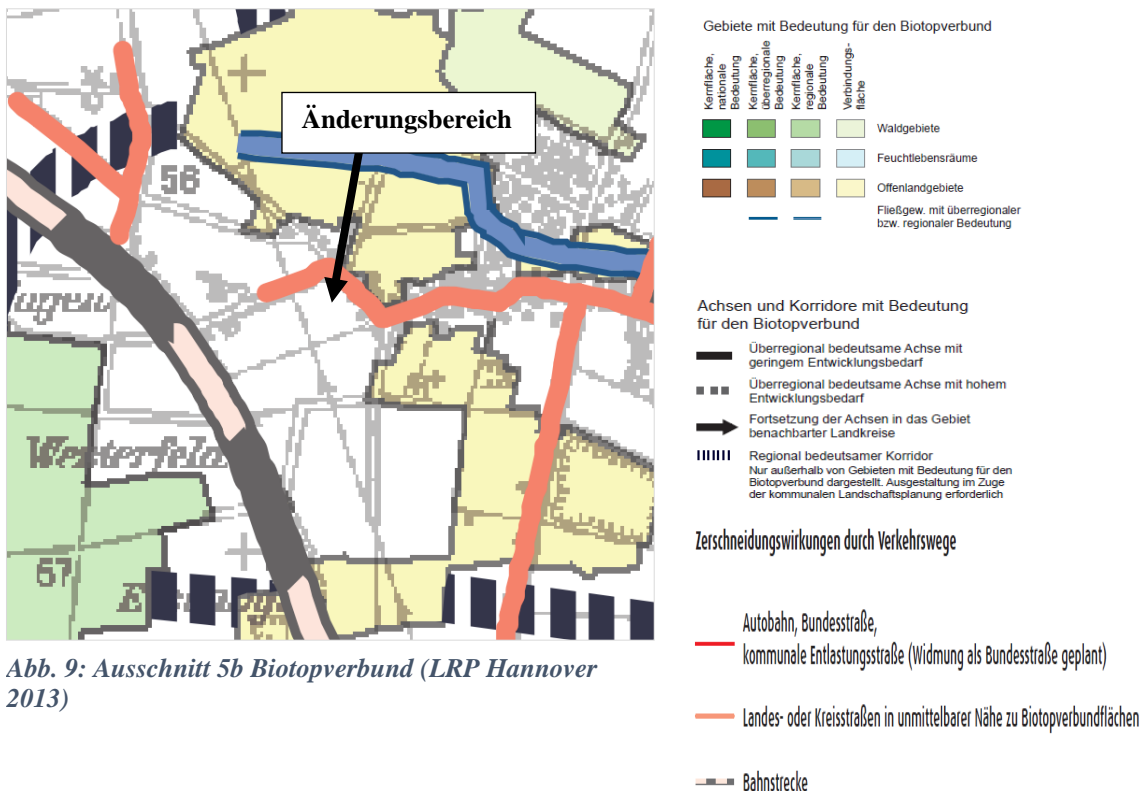 Änderungsbereich
58
Westerfeld
57
Abb. 9: Ausschnitt 5b Biotopverbund (LRP Hannover
2013)
Gebiete mit Bedeutung für den Biotopverbund
Kernfläche,
nationale
Bedeutung
Kernfläche,
überregionale
Bedeutung
Kernfläche,
regionale
Bedeutung
Verbindungs-
fläche
Waldgebiete
Feuchtlebensräume
Offenlandgebiete
Fließgew. mit überregionaler
bzw. regionaler Bedeutung
Achsen und Korridore mit Bedeutung
für den Biotopverbund
Überregional bedeutsame Achse mit
geringem Entwicklungsbedarf
Überregional bedeutsame Achse mit hohem
Entwicklungsbedarf
Fortsetzung der Achsen in das Gebiet
benachbarter Landkreise
Regional bedeutsamer Korridor
Nur außerhalb von Gebieten mit Bedeutung für den
Biotopverbund dargestellt. Ausgestaltung im Zuge
der kommunalen Landschaftsplanung erforderlich
Zerschneidungswirkungen durch Verkehrswege
Autobahn, Bundesstraße,
kommunale Entlastungsstraße (Widmung als Bundesstraße geplant)
Landes- oder Kreisstraßen in unmittelbarer Nähe zu Biotopverbundflächen
Bahnstrecke